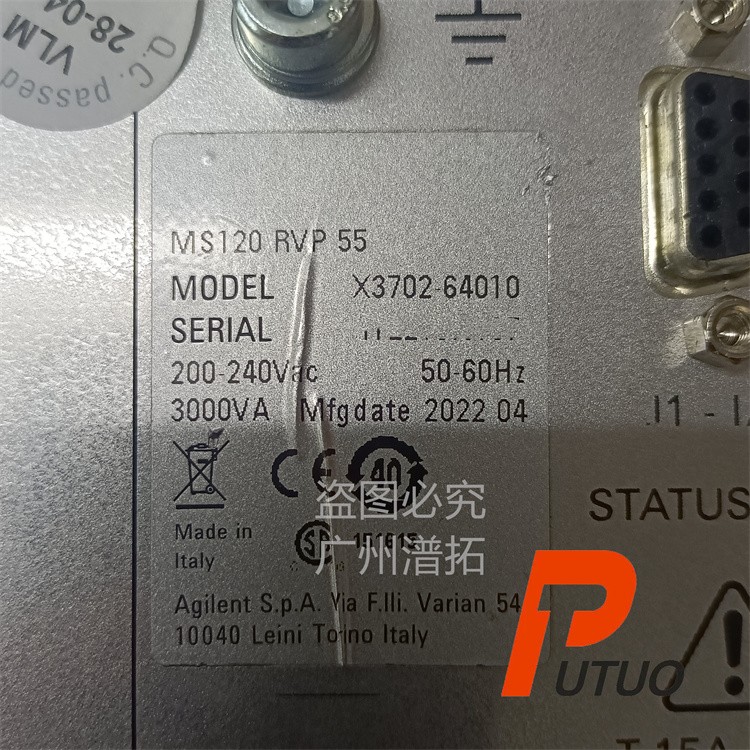 28-04
VLM
Q.C. passed
MS120 RVP 55
MODEL X3702-64010
SERIAL
200-240Vac 50-60Hz
3000VA Mfgdate 2022 04
CE
40
盗图必究
Made in
Italy
广州潽拓
Agilent S.p.A. Via F.lli. Varian 54
10040 Leini Torino Italy
J1 -
STATUS
PUTUO
T 15A